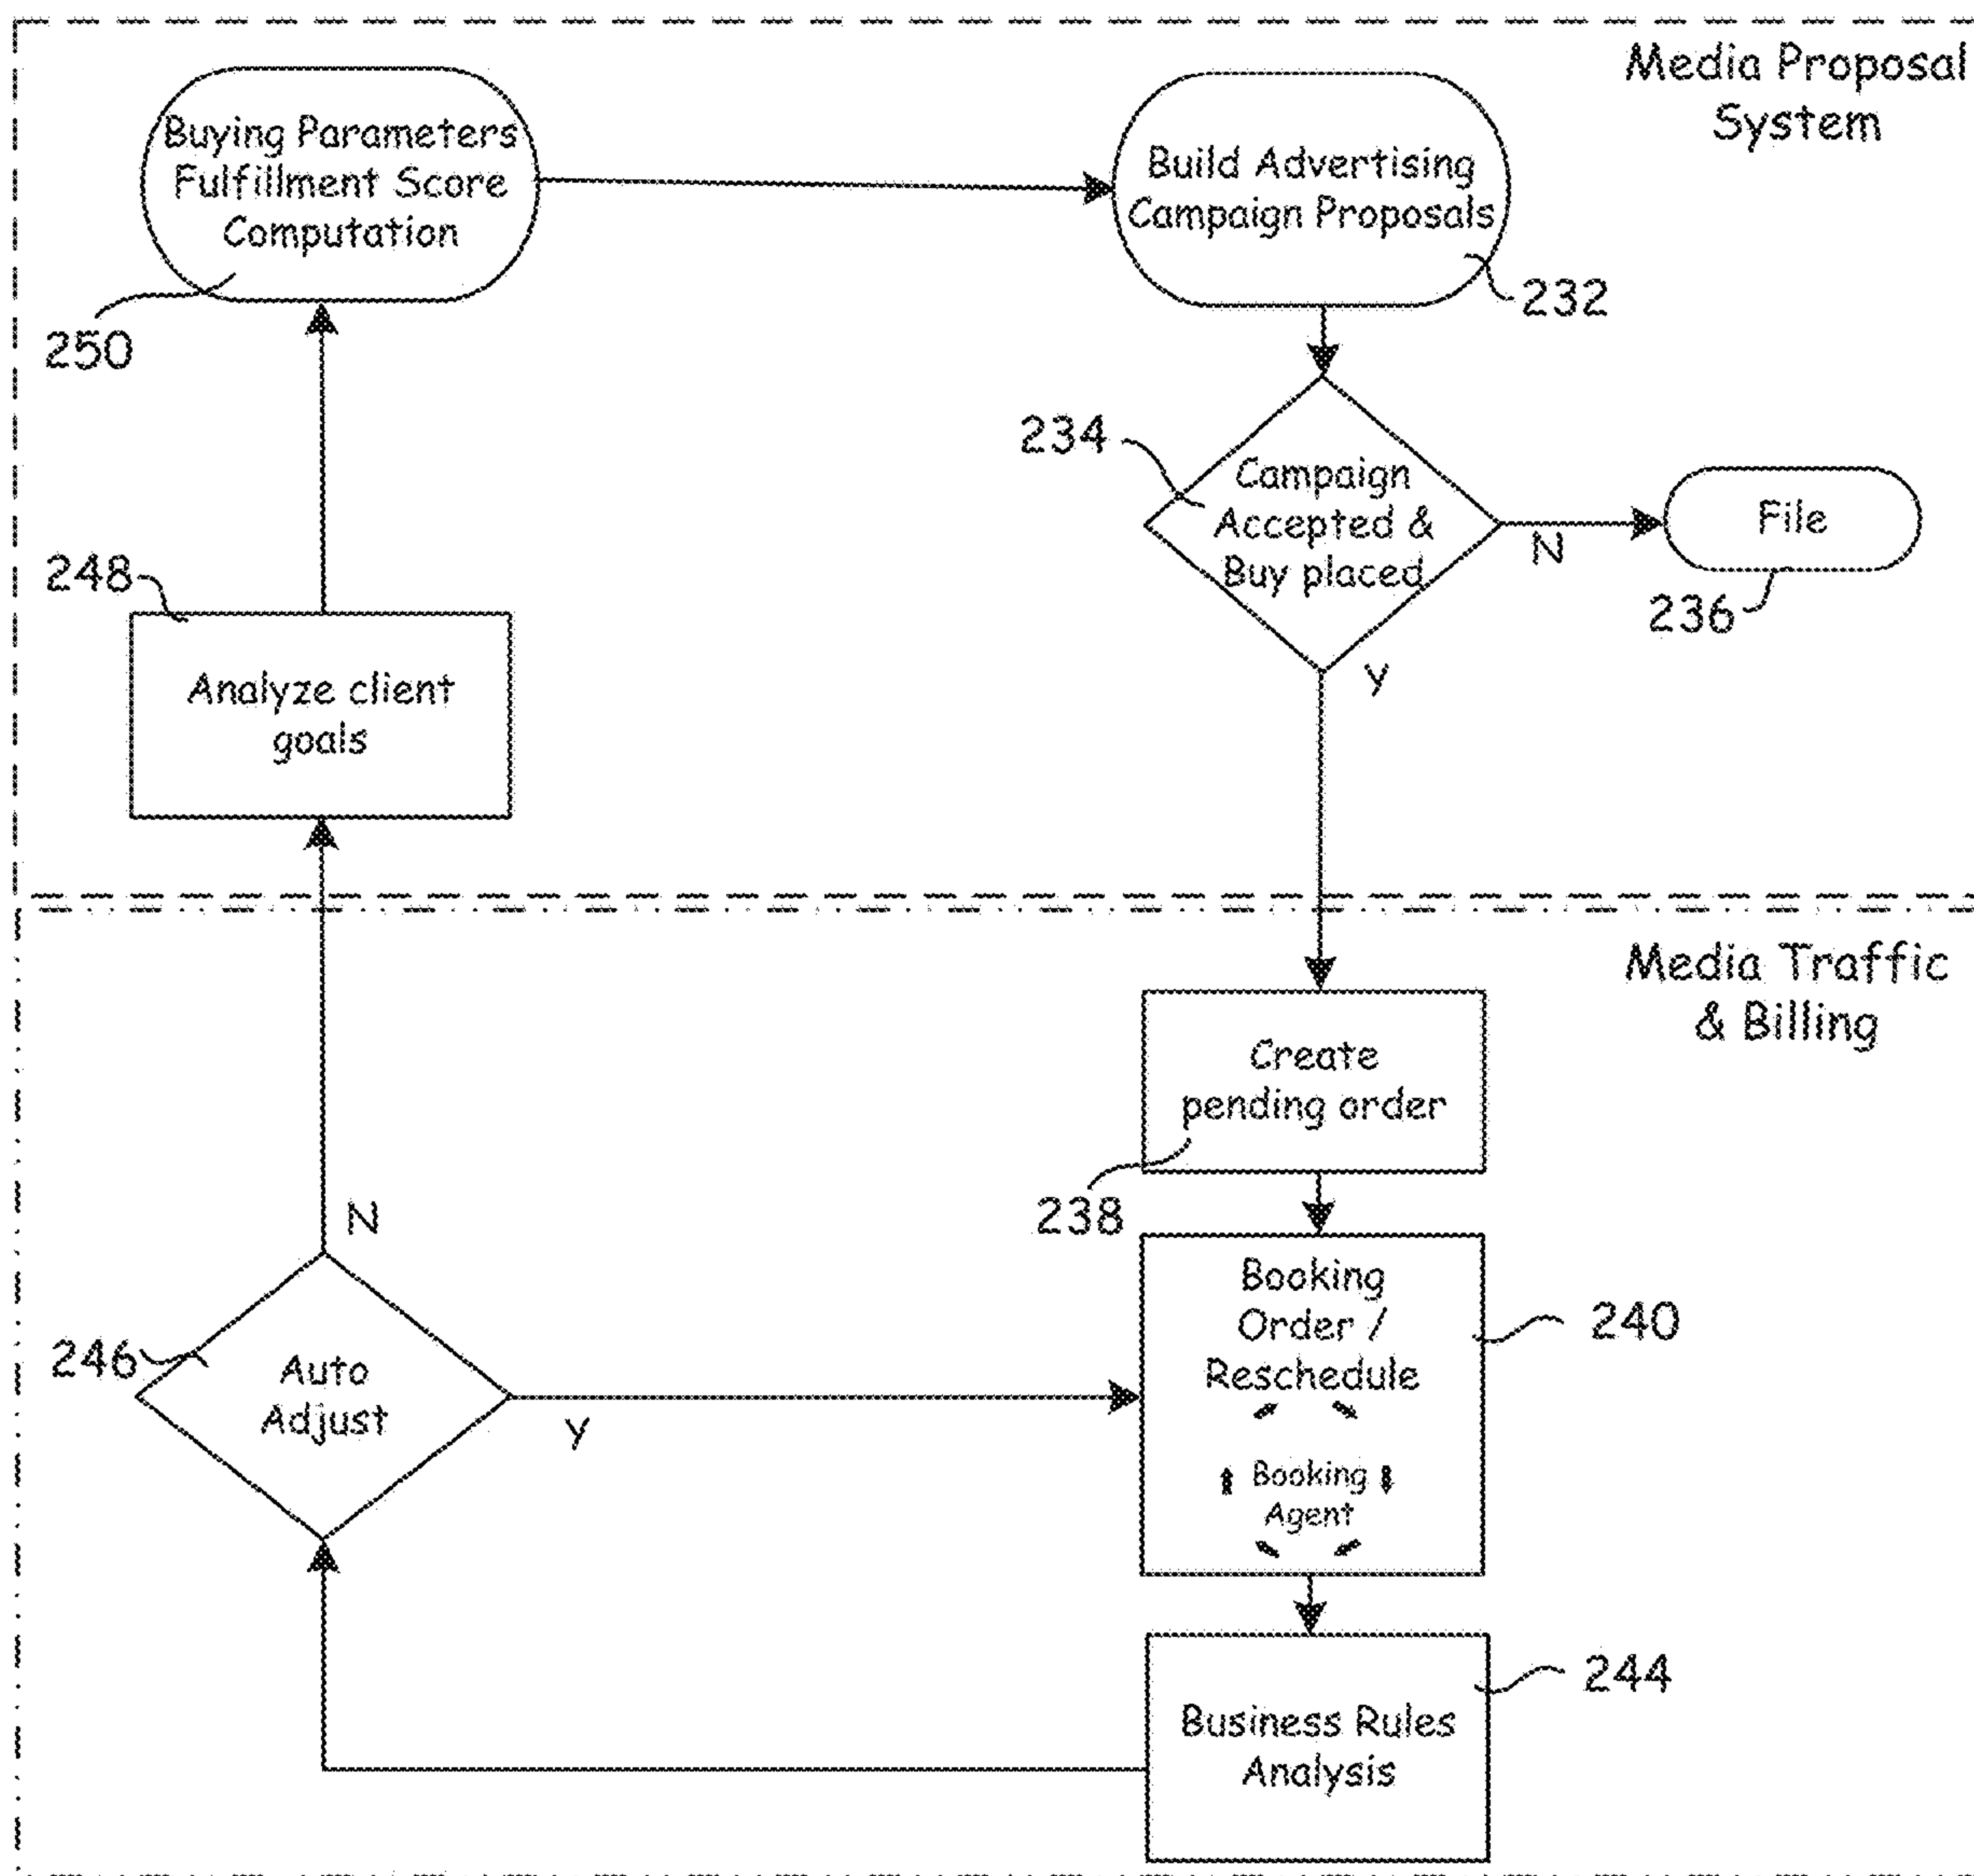 Media Proposal
System
Buying Parameters
Fulfillment Score
Computation
250
Build Advertising
Campaign Proposals
232
234
Campaign
Accepted &
Buy placed
N
File
236
Y
248
Analyze client
goals
Media Traffic
& Billing
Create
pending order
238
N
246
Auto
Adjust
Y
Booking
Order /
Reschedule
Booking
Agent
240
244
Business Rules
Analysis